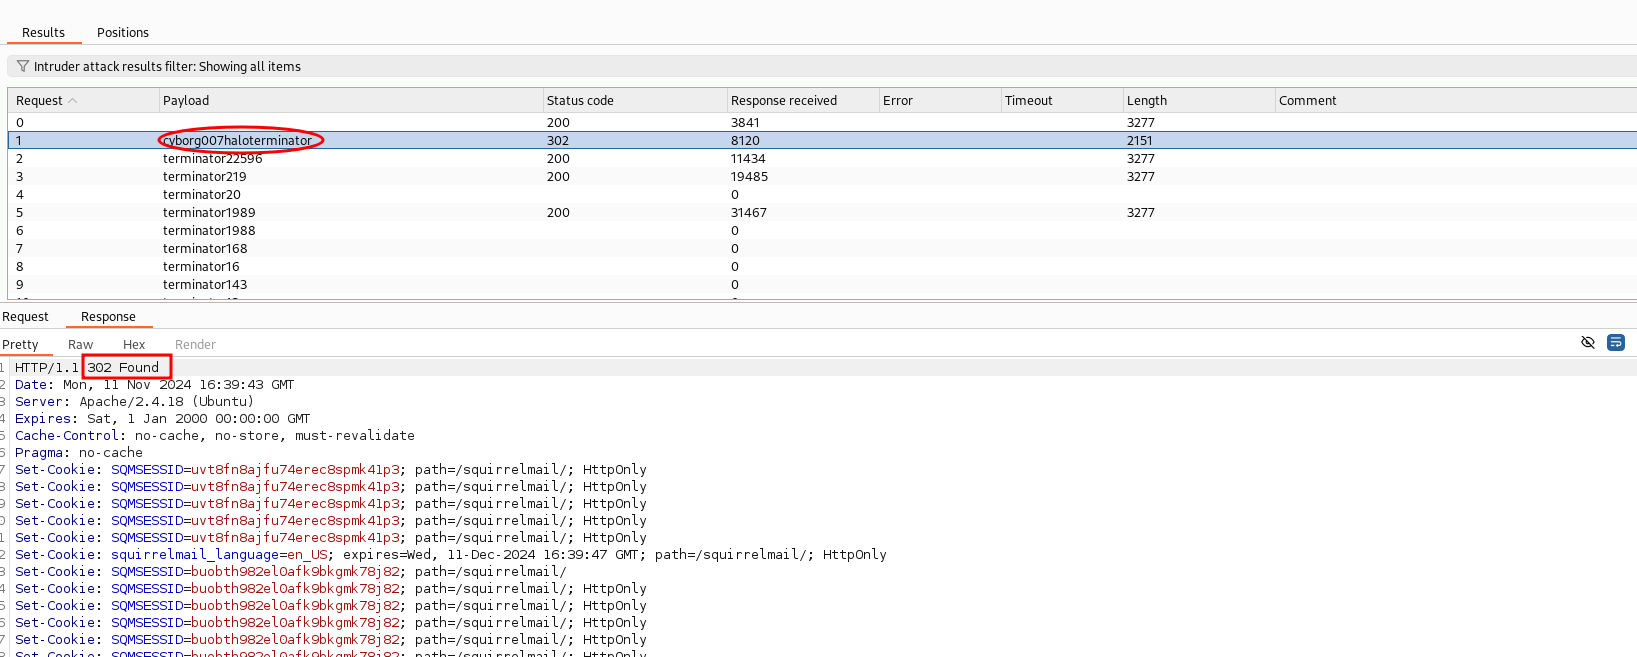 Results Positions
Intruder attack results filter: Showing all items
Request Payload Status code Response received Error Timeout Length Comment
0 200 3841 3277
1 cyborg007haloterminator 302 8120 2151
2 terminator22596 200 11434 3277
3 terminator219 200 19485 3277
4 terminator20 0
5 terminator1989 200 31467 3277
6 terminator1988 0
7 terminator168 0
8 terminator16 0
9 terminator143 0
Request Response
Pretty Raw Hex Render
1 HTTP/1.1 302 Found
2 Date: Mon, 11 Nov 2024 16:39:43 GMT
3 Server: Apache/2.4.18 (Ubuntu)
4 Expires: Sat, 1 Jan 2000 00:00:00 GMT
5 Cache-Control: no-cache, no-store, must-revalidate
6 Pragma: no-cache
7 Set-Cookie: SQMSESSID=uvt8fn8ajfu74erec8spmk41p3; path=/squirrelmail/; HttpOnly
8 Set-Cookie: SQMSESSID=uvt8fn8ajfu74erec8spmk41p3; path=/squirrelmail/; HttpOnly
9 Set-Cookie: SQMSESSID=uvt8fn8ajfu74erec8spmk41p3; path=/squirrelmail/; HttpOnly
0 Set-Cookie: SQMSESSID=uvt8fn8ajfu74erec8spmk41p3; path=/squirrelmail/; HttpOnly
1 Set-Cookie: SQMSESSID=uvt8fn8ajfu74erec8spmk41p3; path=/squirrelmail/; HttpOnly
2 Set-Cookie: squirrelmail_language=en_US; expires=Wed, 11-Dec-2024 16:39:47 GMT; path=/squirrelmail/; HttpOnly
3 Set-Cookie: SQMSESSID=buobth982el0afk9bkgmk78j82; path=/squirrelmail/
4 Set-Cookie: SQMSESSID=buobth982el0afk9bkgmk78j82; path=/squirrelmail/; HttpOnly
5 Set-Cookie: SQMSESSID=buobth982el0afk9bkgmk78j82; path=/squirrelmail/; HttpOnly
6 Set-Cookie: SQMSESSID=buobth982el0afk9bkgmk78j82; path=/squirrelmail/; HttpOnly
7 Set-Cookie: SQMSESSID=buobth982el0afk9bkgmk78j82; path=/squirrelmail/; HttpOnly
8 Set-Cookie: SQMSESSID=buobth982el0afk9bkgmk78j82; path=/squirrelmail/; HttpOnly